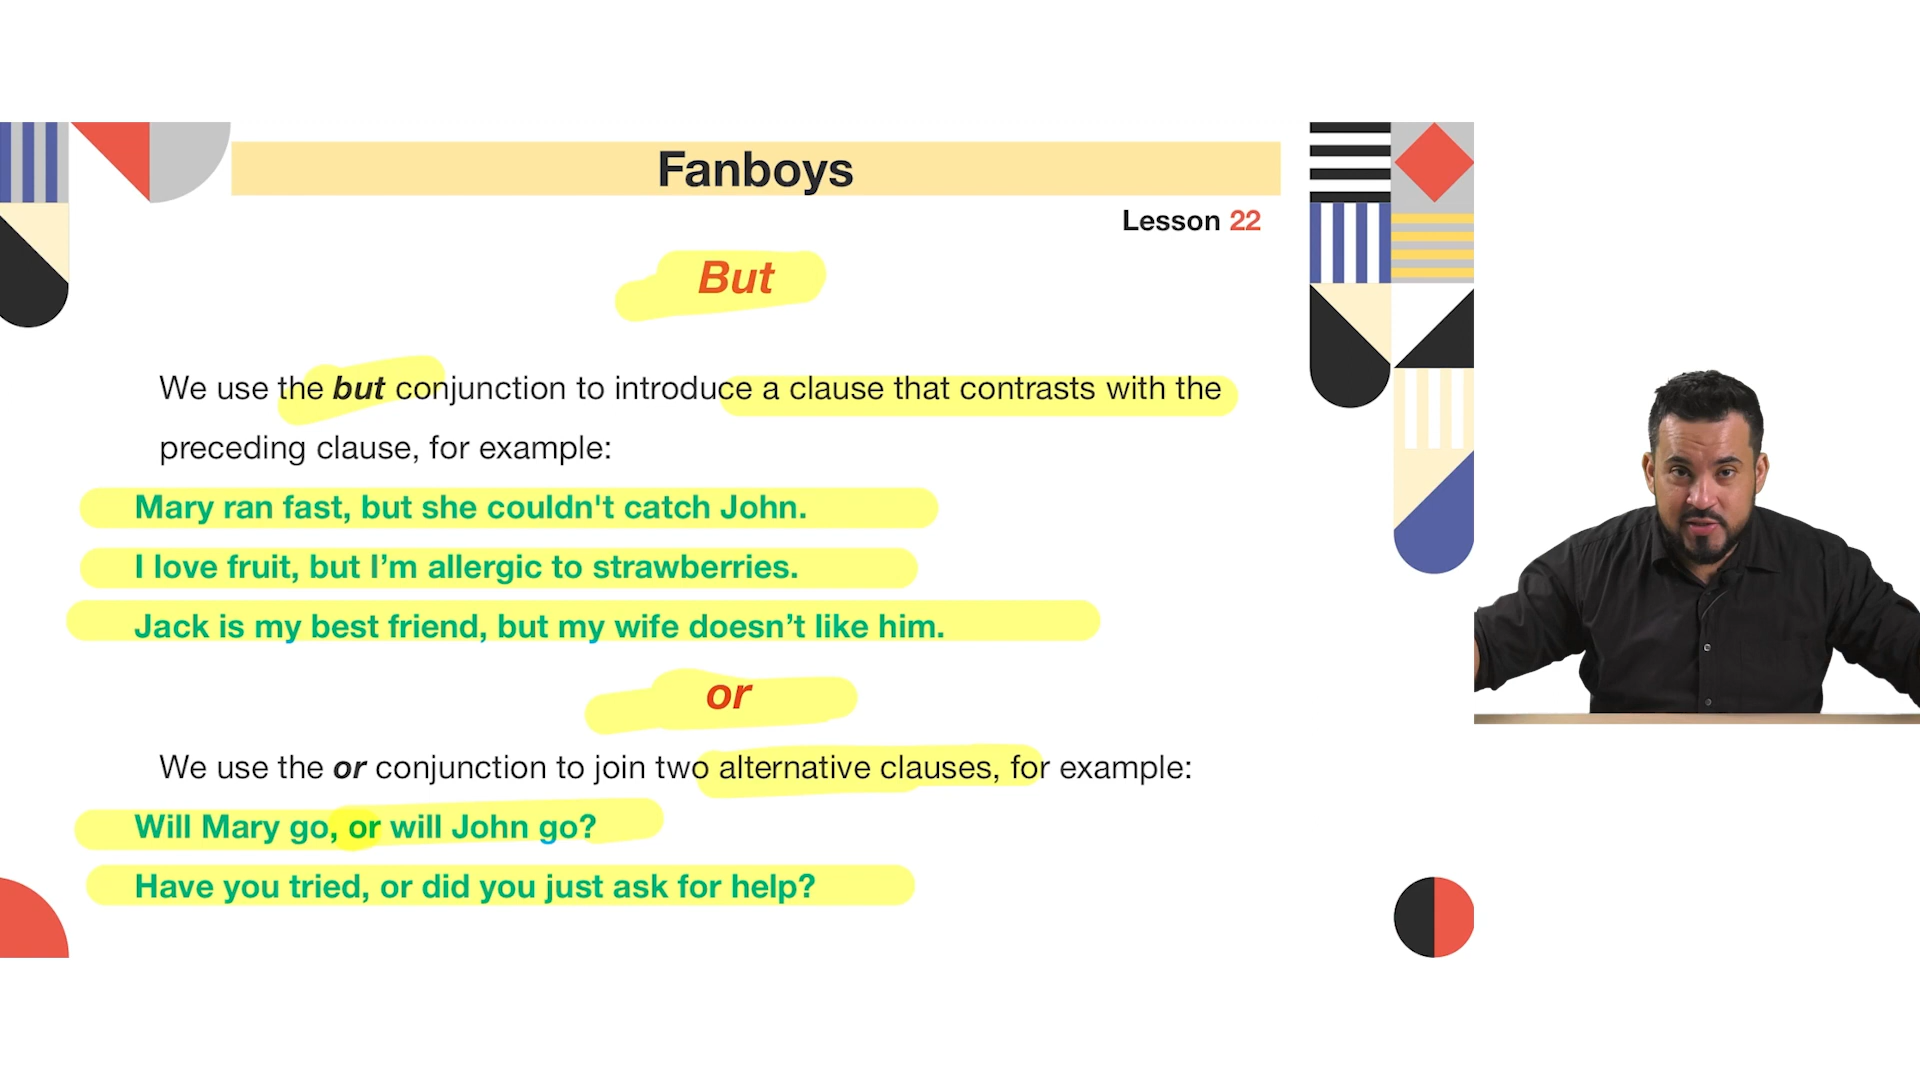 Fanboys
Lesson 22
But
We use the but conjunction to introduce a clause that contrasts with the
preceding clause, for example:
Mary ran fast, but she couldn't catch John.
I love fruit, but I’m allergic to strawberries.
Jack is my best friend, but my wife doesn’t like him.
or
We use the or conjunction to join two alternative clauses, for example:
Will Mary go, or will John go?
Have you tried, or did you just ask for help?